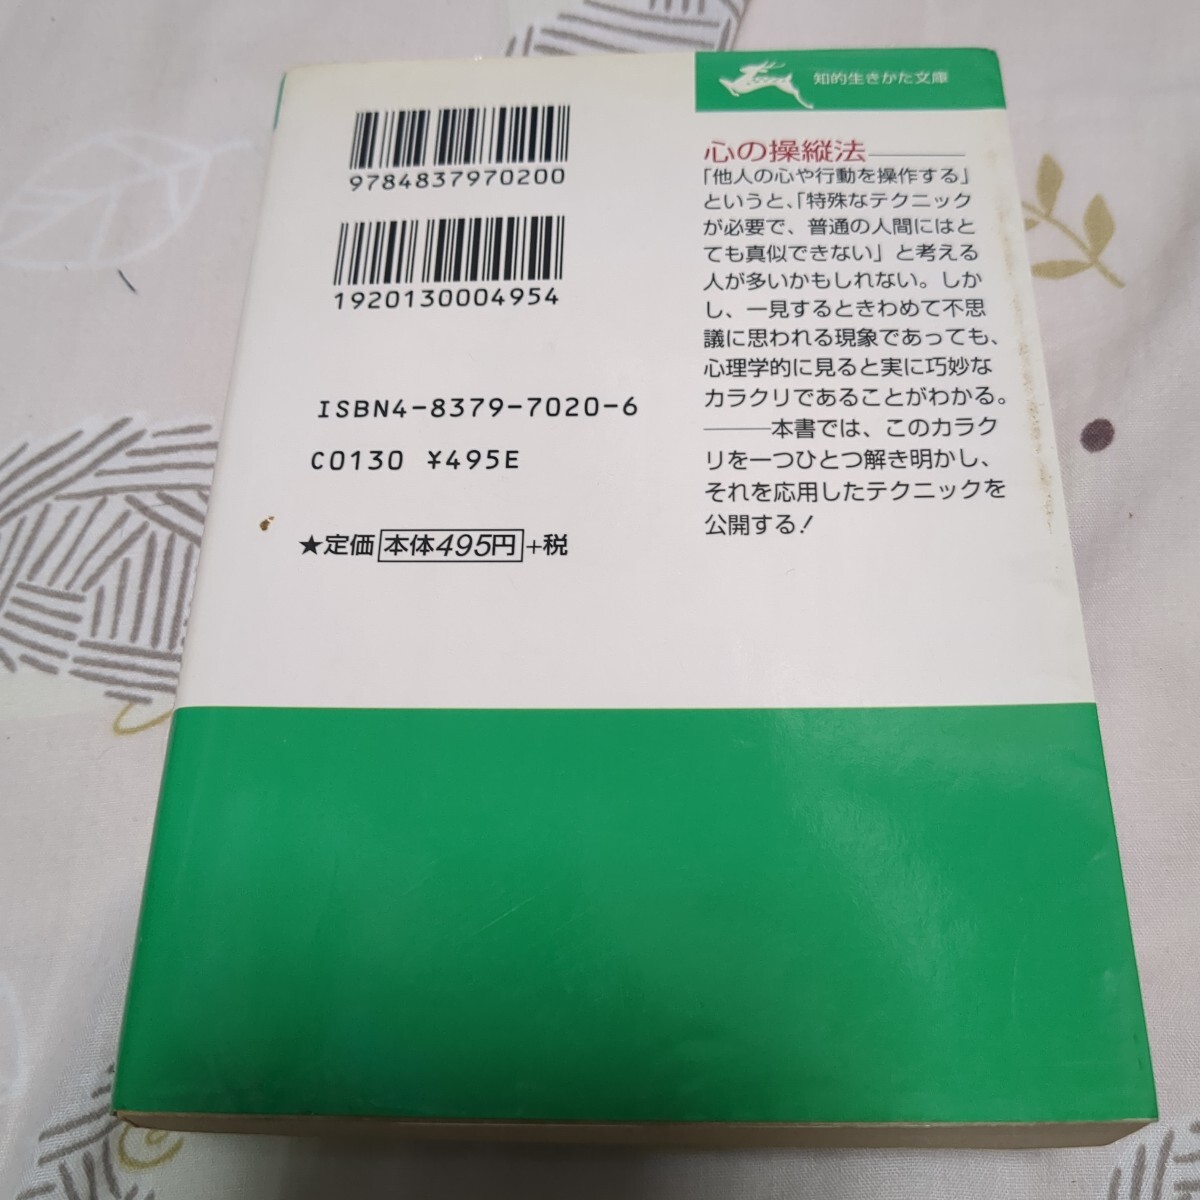 知的生きかた文庫
9784837970200
1920130004954
ISBN4-8379-7020-6
C0130 ¥495E
★定価 本体495円 +税
心の操縦法
「他人の心や行動を操作する」
というと、「特殊なテクニック
が必要で、普通の人間にはと
ても真似できない」と考える
人が多いかもしれない。しか
し、一見するときわめて不思
議に思われる現象であっても、
心理学的に見ると実に巧妙な
カラクリであることがわかる。
――本書では、このカラク
リを一つひとつ解き明かし、
それを応用したテクニックを
公開する!